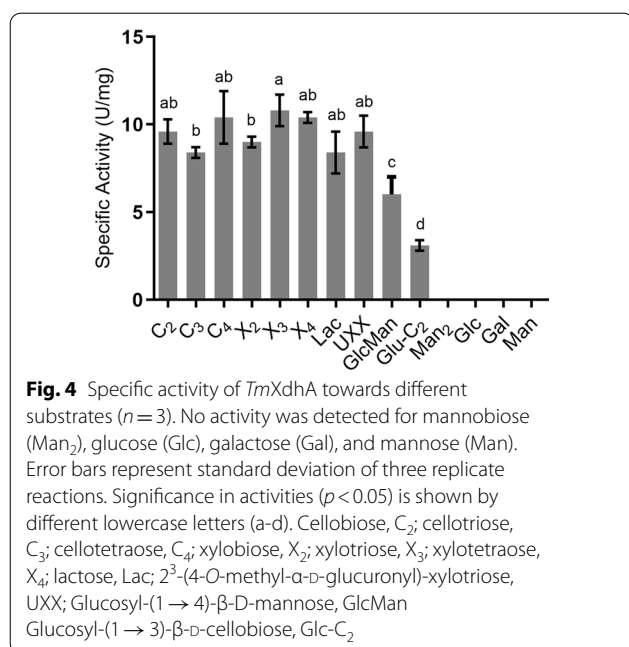 15
10
5
0
Specific Activity (U/mg)
ab
b
ab
b
a
ab
ab
ab
c
d
C₂
C₃
C₄
X₂
X₃
X₄
Lac
UXX
GlcMan
Glu-C₂
Man₂
Glc
Gal
Man
Fig. 4 Specific activity of TmXdhA towards different
substrates (n = 3). No activity was detected for mannobiose
(Man₂), glucose (Glc), galactose (Gal), and mannose (Man).
Error bars represent standard deviation of three replicate
reactions. Significance in activities (p < 0.05) is shown by
different lowercase letters (a-d). Cellobiose, C₂; cellotriose,
C₃; cellotetraose, C₄; xylobiose, X₂; xylotriose, X₃; xylotetraose,
X₄; lactose, Lac; 2³-(4-O-methyl-α-D-glucuronyl)-xylotriose,
UXX; Glucosyl-(1 → 4)-β-D-mannose, GlcMan
Glucosyl-(1 → 3)-β-D-cellobiose, Glc-C₂